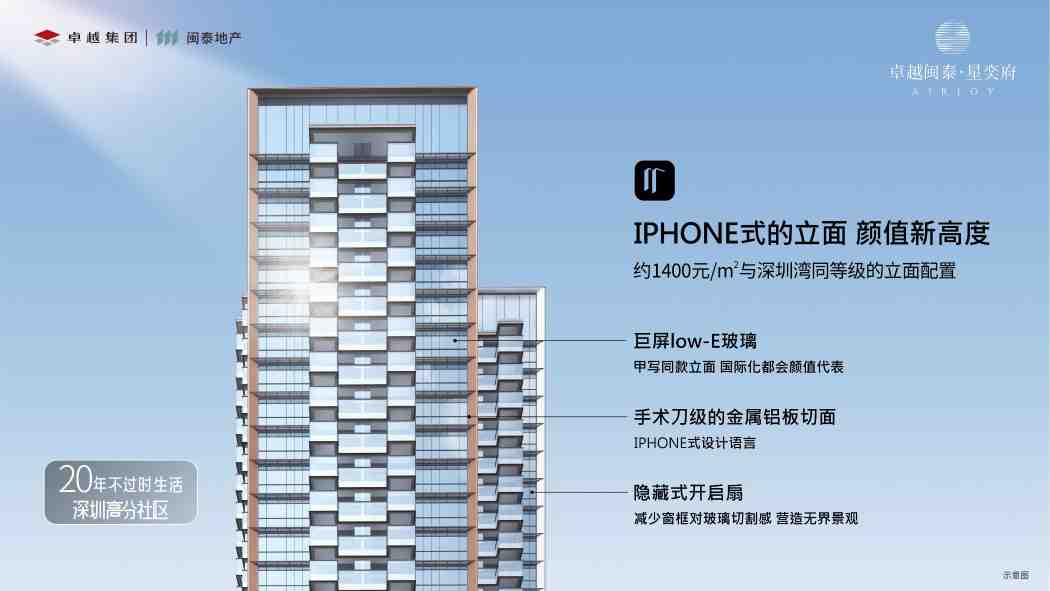 卓越集团 闽泰地产
卓越闽泰·星奕府
AIRJOY
IPHONE式的立面 颜值新高度
约1400元/m²与深圳湾同等级的立面配置
巨屏low-E玻璃
甲写同款立面 国际化都会颜值代表
手术刀级的金属铝板切面
IPHONE式设计语言
隐藏式开启扇
减少窗框对玻璃切割感 营造无界景观
20年不过时生活
深圳高分社区
示意图